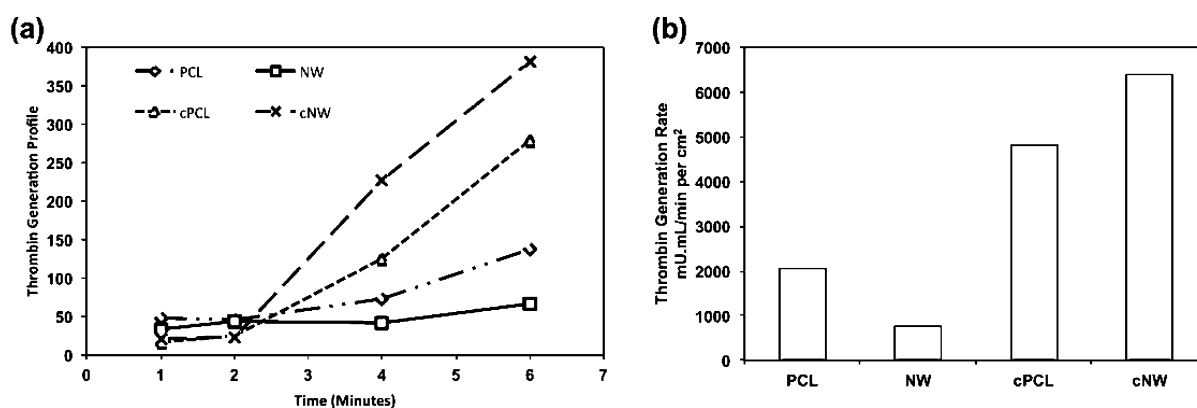 (a)
Thrombin Generation Profile
400
350
300
250
200
150
100
50
0
PCL
NW
cPCL
cNW
0 1 2 3 4 5 6 7
Time (Minutes)
(b)
Thrombin Generation Rate
mU.mL/min per cm²
7000
6000
5000
4000
3000
2000
1000
0
PCL NW cPCL cNW